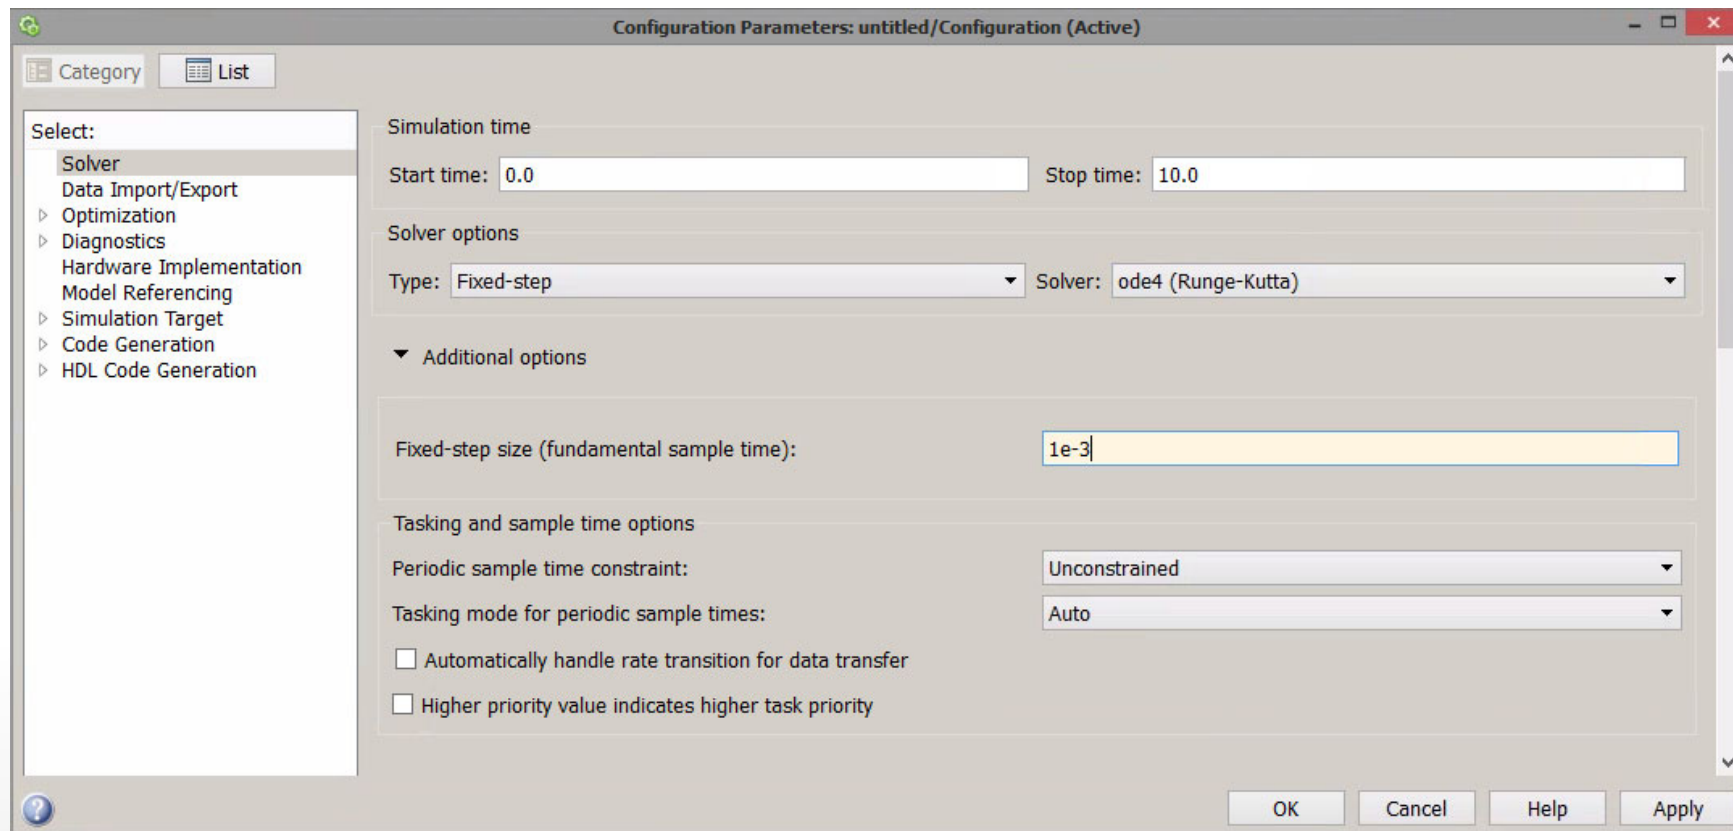 Configuration Parameters: untitled/Configuration (Active)
Category
List
Select:
Solver
Data Import/Export
Optimization
Diagnostics
Hardware Implementation
Model Referencing
Simulation Target
Code Generation
HDL Code Generation
Simulation time
Start time: 0.0 Stop time: 10.0
Solver options
Type: Fixed-step Solver: ode4 (Runge-Kutta)
Additional options
Fixed-step size (fundamental sample time): 1e-3
Tasking and sample time options
Periodic sample time constraint: Unconstrained
Tasking mode for periodic sample times: Auto
Automatically handle rate transition for data transfer
Higher priority value indicates higher task priority
OK Cancel Help Apply